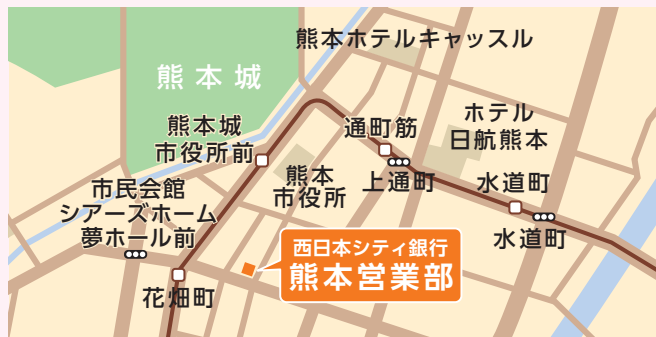 熊本ホテルキャッスル
熊本城
ホテル
日航熊本
通町筋
熊本城
市役所前
熊本
市役所
上通町
水道町
市民会館
シアーズホーム
夢ホール前
水道町
西日本シティ銀行
熊本営業部
花畑町